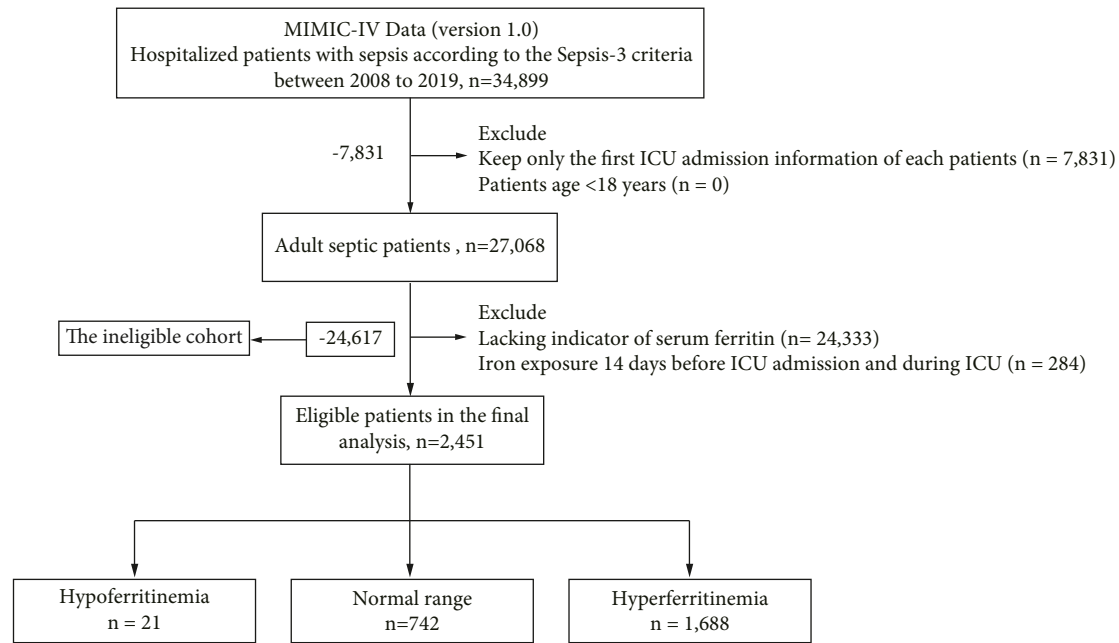 MIMIC-IV Data (version 1.0)
Hospitalized patients with sepsis according to the Sepsis-3 criteria
between 2008 to 2019, n=34,899
-7,831
Exclude
Keep only the first ICU admission information of each patients (n = 7,831)
Patients age <18 years (n = 0)
Adult septic patients , n=27,068
The ineligible cohort
-24,617
Exclude
Lacking indicator of serum ferritin (n= 24,333)
Iron exposure 14 days before ICU admission and during ICU (n = 284)
Eligible patients in the final
analysis, n=2,451
Hypoferritinemia
n = 21
Normal range
n=742
Hyperferritinemia
n = 1,688